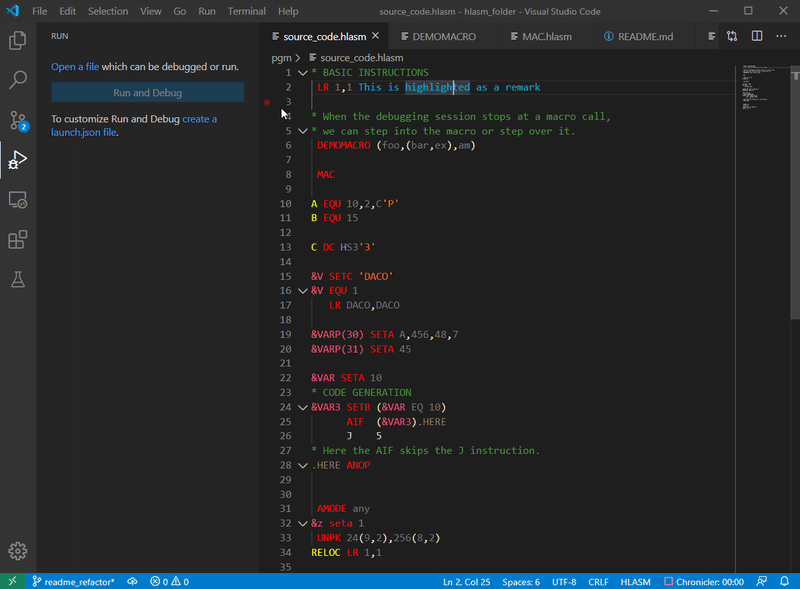 File Edit Selection View Go Run Terminal Help source_code.hlasm - hlasm_folder - Visual Studio Code
RUN
Open a file which can be debugged or run.
Run and Debug
To customize Run and Debug create a
launch.json file.
2
source_code.hlasm DEMOMACRO MAC.hlasm README.md
pgm > source_code.hlasm
1 * BASIC INSTRUCTIONS
2 LR 1,1 This is highlighted as a remark
3
4 * When the debugging session stops at a macro call,
5 * we can step into the macro or step over it.
6 DEMOMACRO (foo,(bar,ex),am)
7
8 MAC
9
10 A EQU 10,2,C'P'
11 B EQU 15
12
13 C DC HS3'3'
14
15 &V SETC 'DACO'
16 &V EQU 1
17 LR DACO,DACO
18
19 &VARP(30) SETA A,456,48,7
20 &VARP(31) SETA 45
21
22 &VAR SETA 10
23 * CODE GENERATION
24 &VAR3 SETB (&VAR EQ 10)
25 AIF (&VAR3).HERE
26 J 5
27 * Here the AIF skips the J instruction.
28 .HERE ANOP
29
30
31 AMODE any
32 &z seta 1
33 UNPK 24(9,2),256(8,2)
34 RELOC LR 1,1
35
readme_refactor* 0 0 Ln 2, Col 25 Spaces: 6 UTF-8 CRLF HLASM Chronicler: 00:00